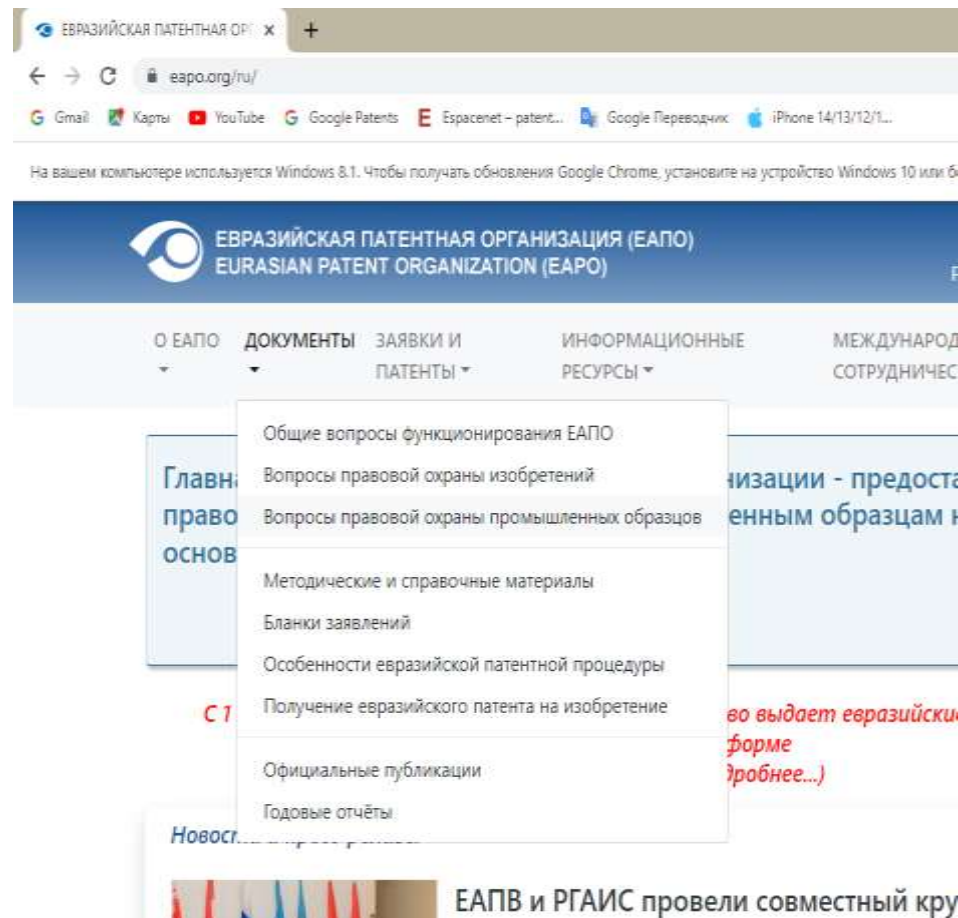 ЕВРАЗИЙСКАЯ ПАТЕНТНАЯ ОРГ
eapo.org/ru/
Gmail Карты YouTube Google Patents Espacenet – patent... Google Переводчик iPhone 14/13/12/1...
На вашем компьютере используется Windows 8.1. Чтобы получать обновления Google Chrome, установите на устройство Windows 10 или
ЕВРАЗИЙСКАЯ ПАТЕНТНАЯ ОРГАНИЗАЦИЯ (ЕАПО)
EURASIAN PATENT ORGANIZATION (EAPO)
О ЕАПО ДОКУМЕНТЫ ЗАЯВКИ И ИНФОРМАЦИОННЫЕ МЕЖДУНАРОД
ПАТЕНТЫ РЕСУРСЫ СОТРУДНИЧЕС
Общие вопросы функционирования ЕАПО
Вопросы правовой охраны изобретений
Вопросы правовой охраны промышленных образцов
Методические и справочные материалы
Бланки заявлений
Особенности евразийской патентной процедуры
Получение евразийского патента на изобретение
Официальные публикации
Годовые отчёты
Главн низации - предоста
право енным образцам н
основ
С 1 во выдает евразийские
форме
дробнее...)
ЕАПВ и РГАИС провели совместный кру